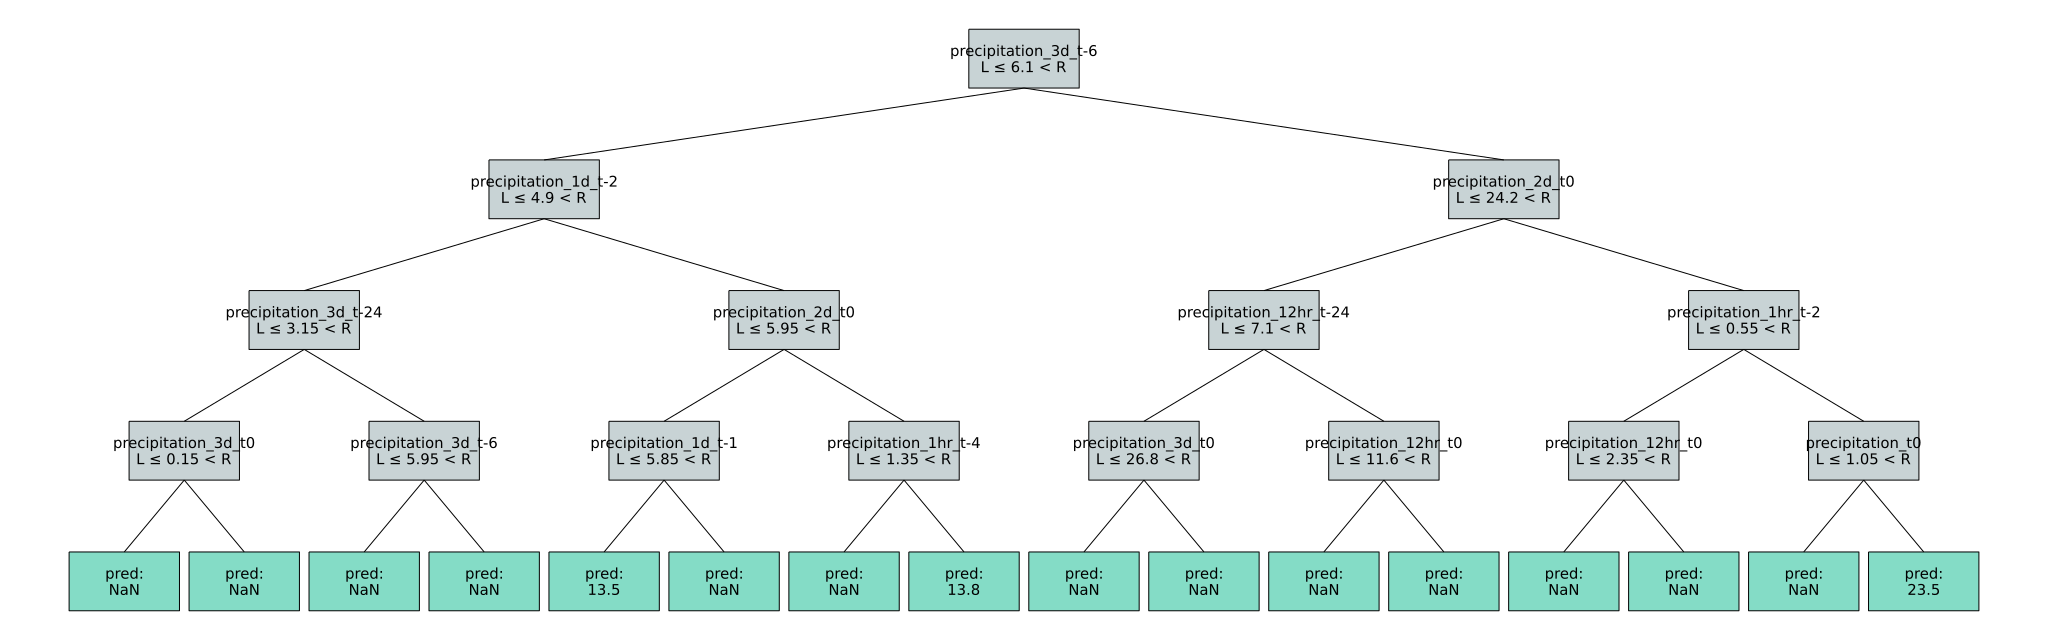 precipitation_3d_t-6
L ≤ 6.1 < R
precipitation_1d_t-2
L ≤ 4.9 < R
precipitation_2d_t0
L ≤ 24.2 < R
precipitation_3d_t-24
L ≤ 3.15 < R
precipitation_2d_t0
L ≤ 5.95 < R
precipitation_12hr_t-24
L ≤ 7.1 < R
precipitation_1hr_t-2
L ≤ 0.55 < R
precipitation_3d_t0
L ≤ 0.15 < R
precipitation_3d_t-6
L ≤ 5.95 < R
precipitation_1d_t-1
L ≤ 5.85 < R
precipitation_1hr_t-4
L ≤ 1.35 < R
precipitation_3d_t0
L ≤ 26.8 < R
precipitation_12hr_t0
L ≤ 11.6 < R
precipitation_12hr_t0
L ≤ 2.35 < R
precipitation_t0
L ≤ 1.05 < R
pred:
NaN
pred:
NaN
pred:
NaN
pred:
NaN
pred:
13.5
pred:
NaN
pred:
NaN
pred:
13.8
pred:
NaN
pred:
NaN
pred:
NaN
pred:
NaN
pred:
NaN
pred:
NaN
pred:
NaN
pred:
23.5